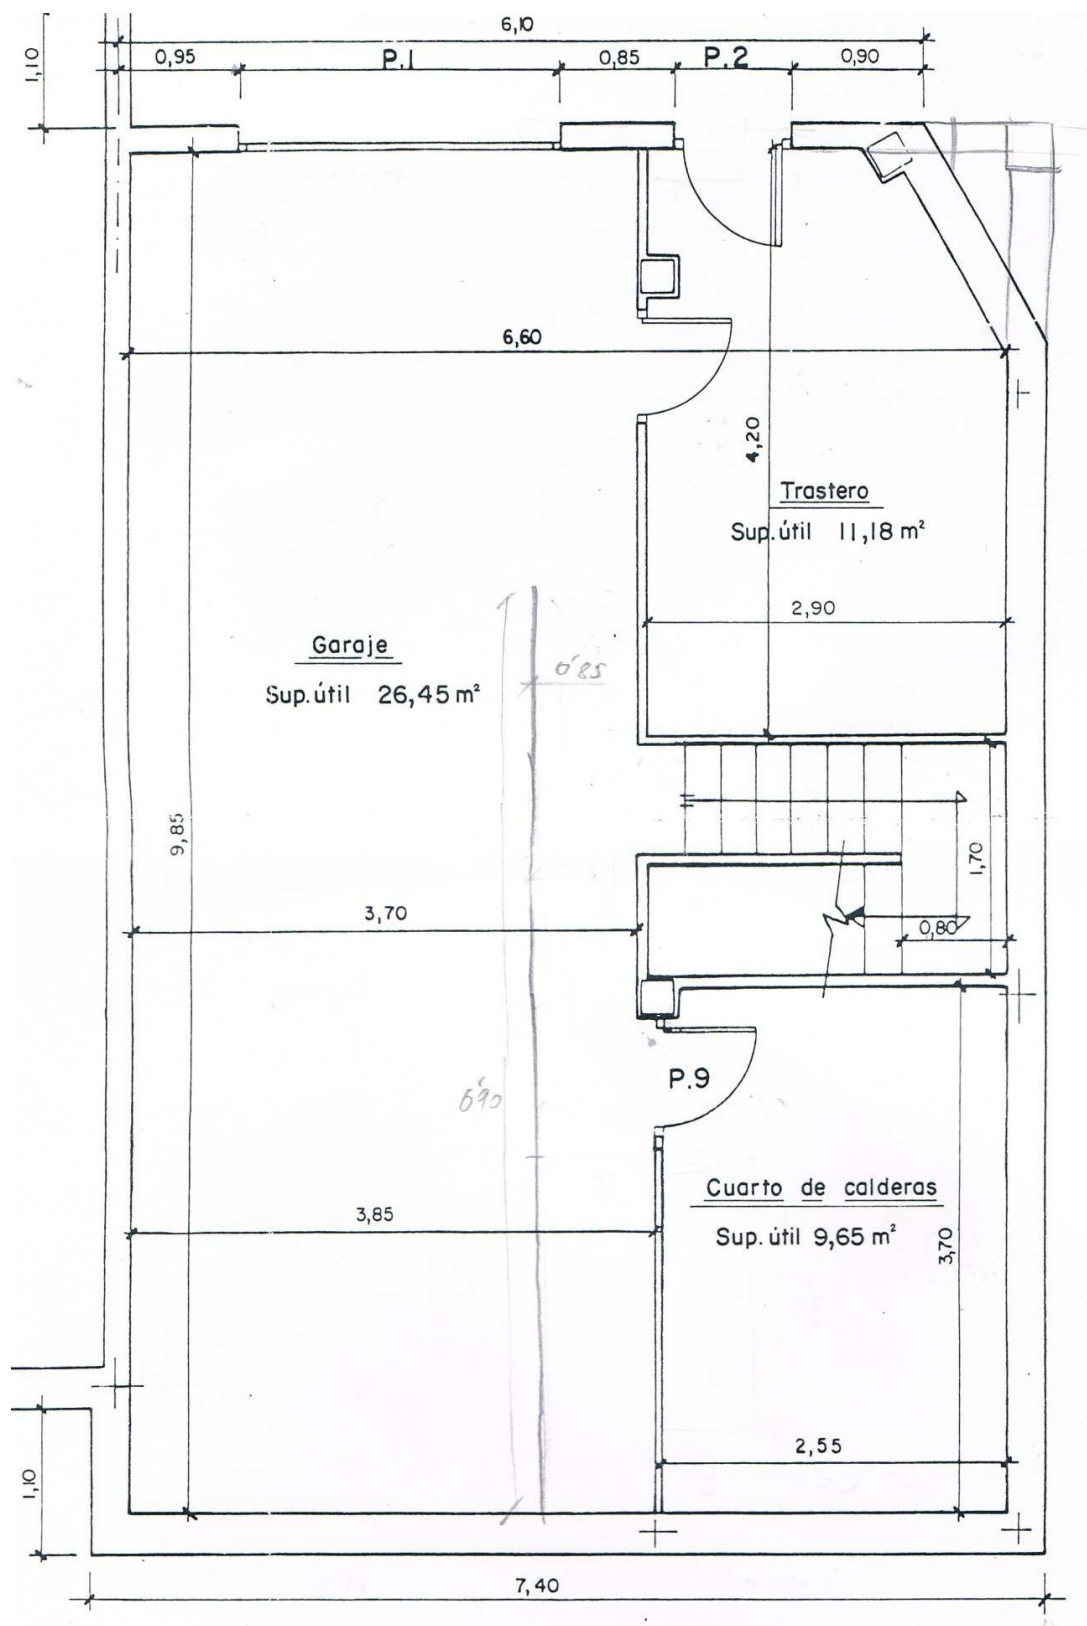 6,10
1,10
0,95
P.1
0,85
P.2
0,90
6,60
4,20
Trastero
Sup. útil 11,18 m²
2,90
Garaje
Sup. útil 26,45 m²
0'85
9,85
1,70
3,70
0,80
P.9
6'90
Cuarto de calderas
Sup. útil 9,65 m²
3,85
3,70
2,55
1,10
7,40